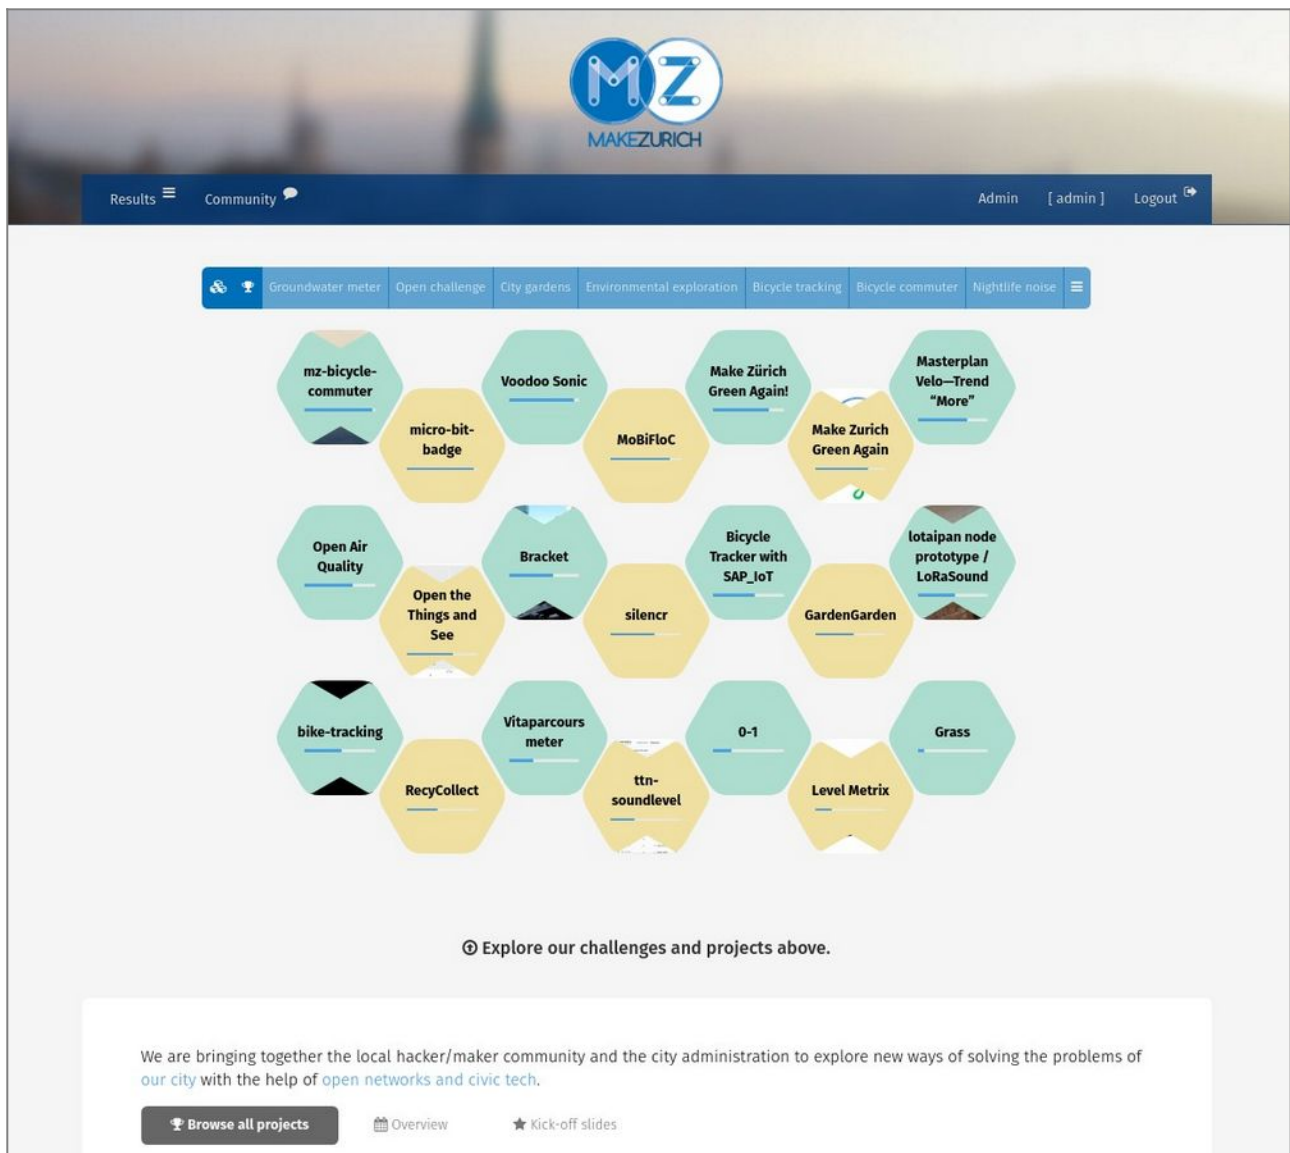 MZ
MAKEZURICH
Results Community Admin [ admin ] Logout
Groundwater meter Open challenge City gardens Environmental exploration Bicycle tracking Bicycle commuter Nightlife noise
mz-bicycle-
commuter
Voodoo Sonic
Make Zürich
Green Again!
Masterplan
Velo—Trend
“More”
micro-bit-
badge
MoBiFloC
Make Zurich
Green Again
Open Air
Quality
Bracket
Bicycle
Tracker with
SAP_IoT
lotaipan node
prototype /
LoRaSound
Open the
Things and
See
silencr
GardenGarden
bike-tracking
Vitaparcours
meter
0-1
Grass
RecyCollect
ttn-
soundlevel
Level Metrix
Explore our challenges and projects above.
We are bringing together the local hacker/maker community and the city administration to explore new ways of solving the problems of
our city with the help of open networks and civic tech.
Browse all projects Overview Kick-off slides